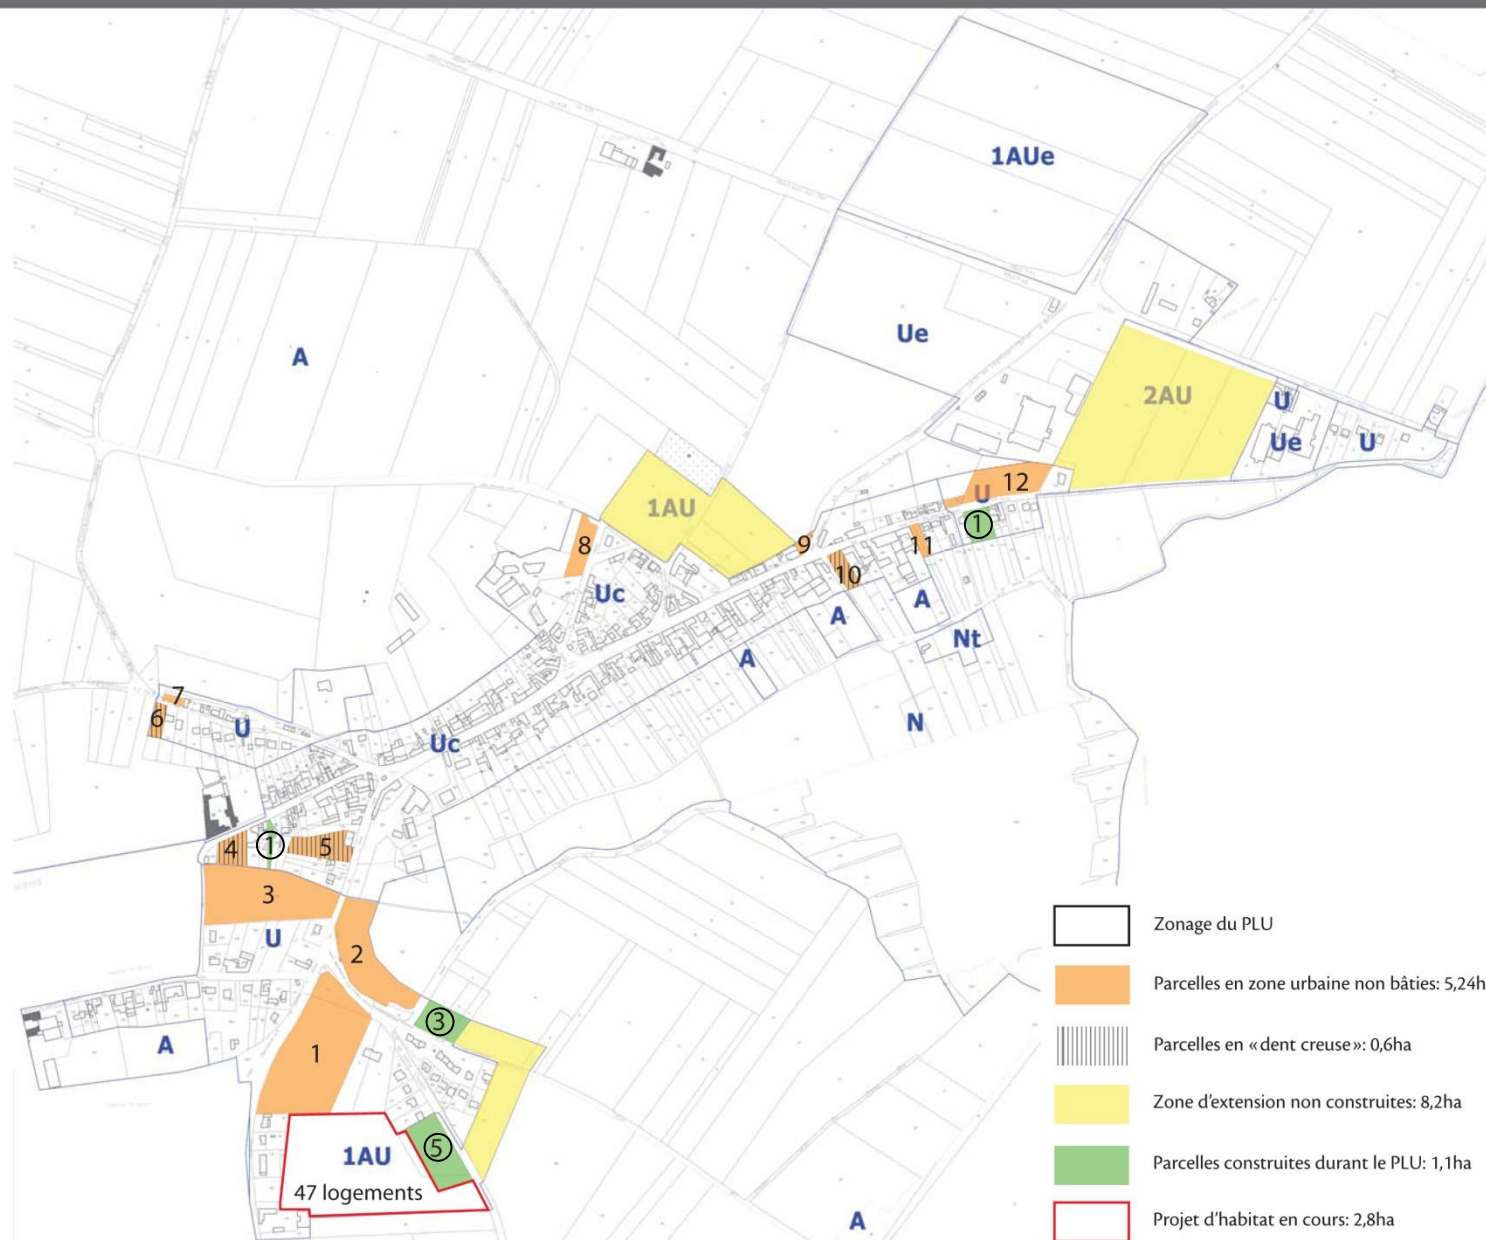 1AUe
Ue
A
2AU
U
Ue
U
12
U
1
1AU
8
9
11
10
Uc
A
A
Nt
A
7
6
U
N
Uc
4
1
5
3
U
2
3
1
A
5
1AU
47 logements
A
Zonage du PLU
Parcelles en zone urbaine non bâties: 5,24h
Parcelles en «dent creuse»: 0,6ha
Zone d'extension non construites: 8,2ha
Parcelles construites durant le PLU: 1,1ha
Projet d'habitat en cours: 2,8ha